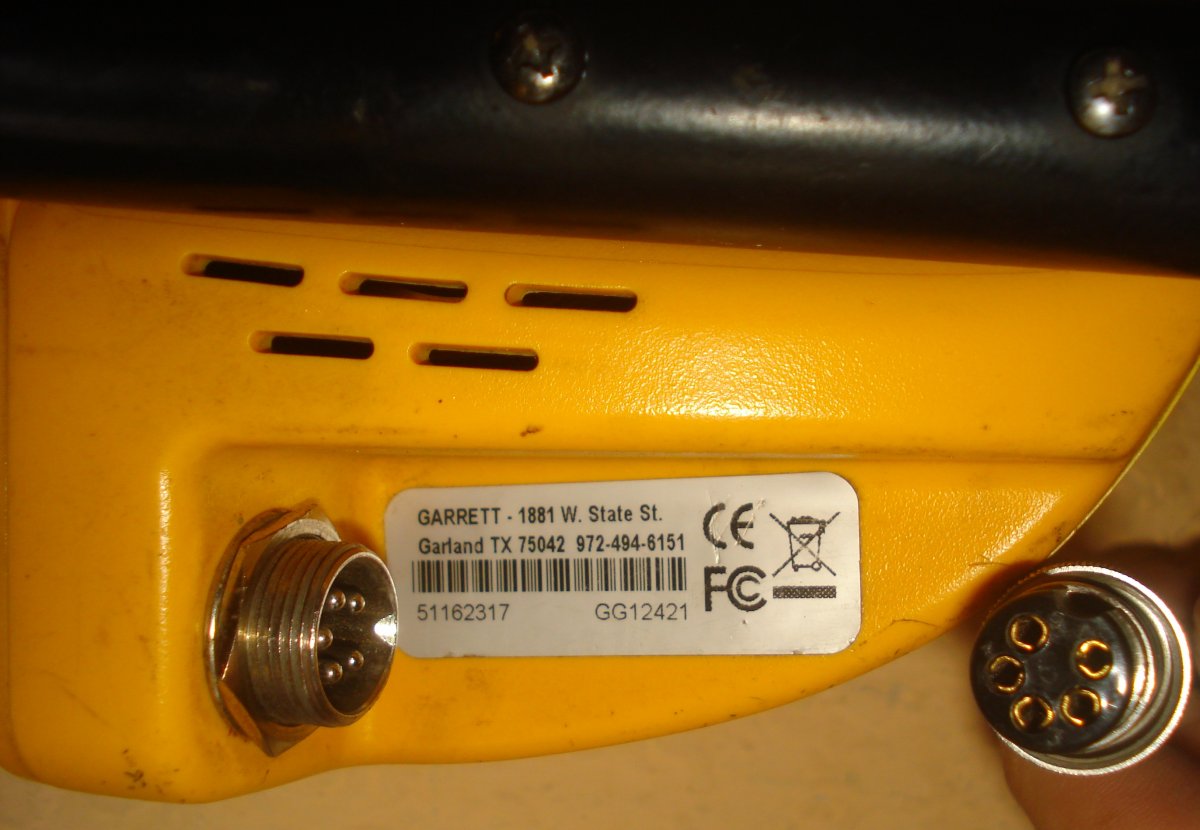 GARRETT - 1881 W. State St.
Garland TX 75042 972-494-6151
51162317 GG12421
CE
FC